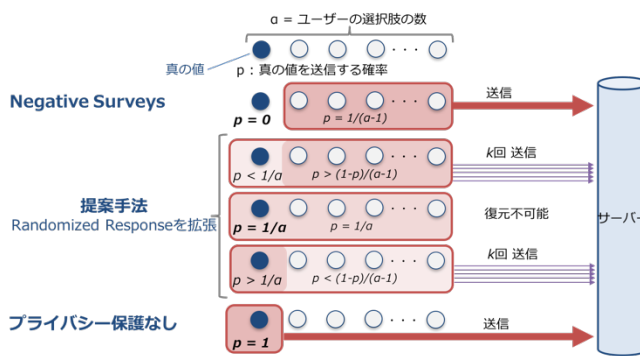 α = ユーザーの選択肢の数
真の値
p : 真の値を送信する確率
Negative Surveys
p = 0
p = 1/(α-1)
送信
p < 1/α
p > (1-p)/(α-1)
k回 送信
提案手法
Randomized Responseを拡張
p = 1/α
p = 1/α
復元不可能
サーバー
p > 1/α
p < (1-p)/(α-1)
k回 送信
プライバシー保護なし
p = 1
送信